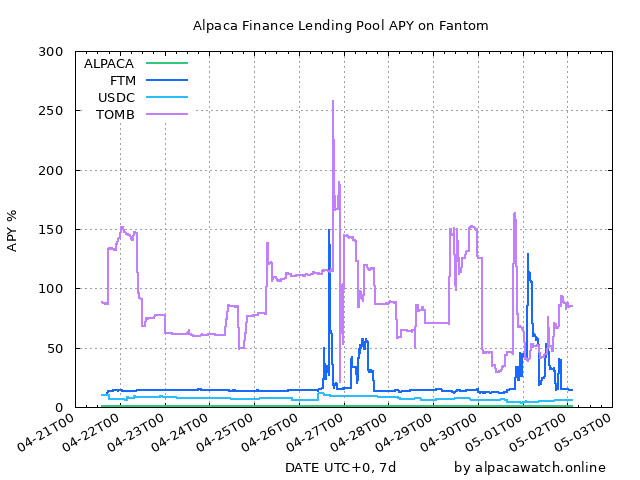 Alpaca Finance Lending Pool APY on Fantom
300
250
200
150
100
50
0
APY %
ALPACA
FTM
USDC
TOMB
04-21T00
04-22T00
04-23T00
04-24T00
04-25T00
04-26T00
04-27T00
04-28T00
04-29T00
04-30T00
05-01T00
05-02T00
05-03T00
DATE UTC+0, 7d
by alpacawatch.online